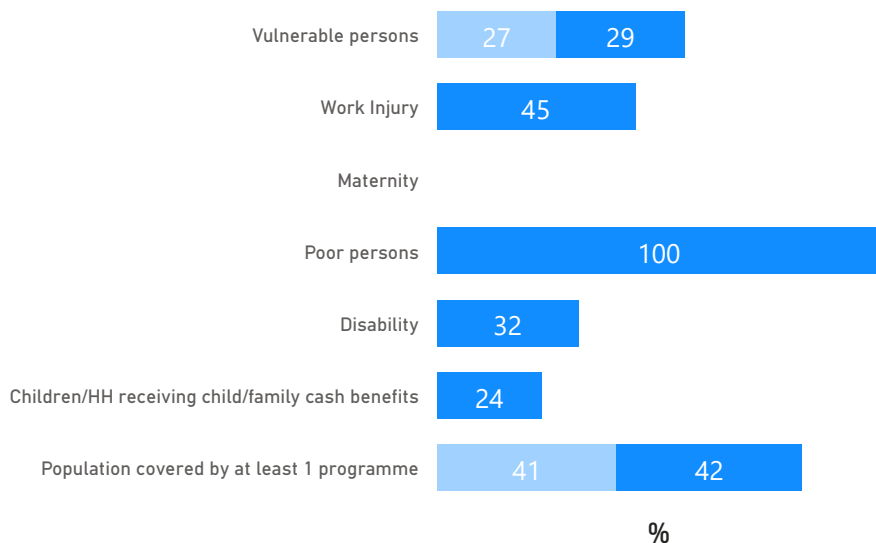 Vulnerable persons 27 29
Work Injury 45
Maternity
Poor persons 100
Disability 32
Children/HH receiving child/family cash benefits 24
Population covered by at least 1 programme 41 42
%